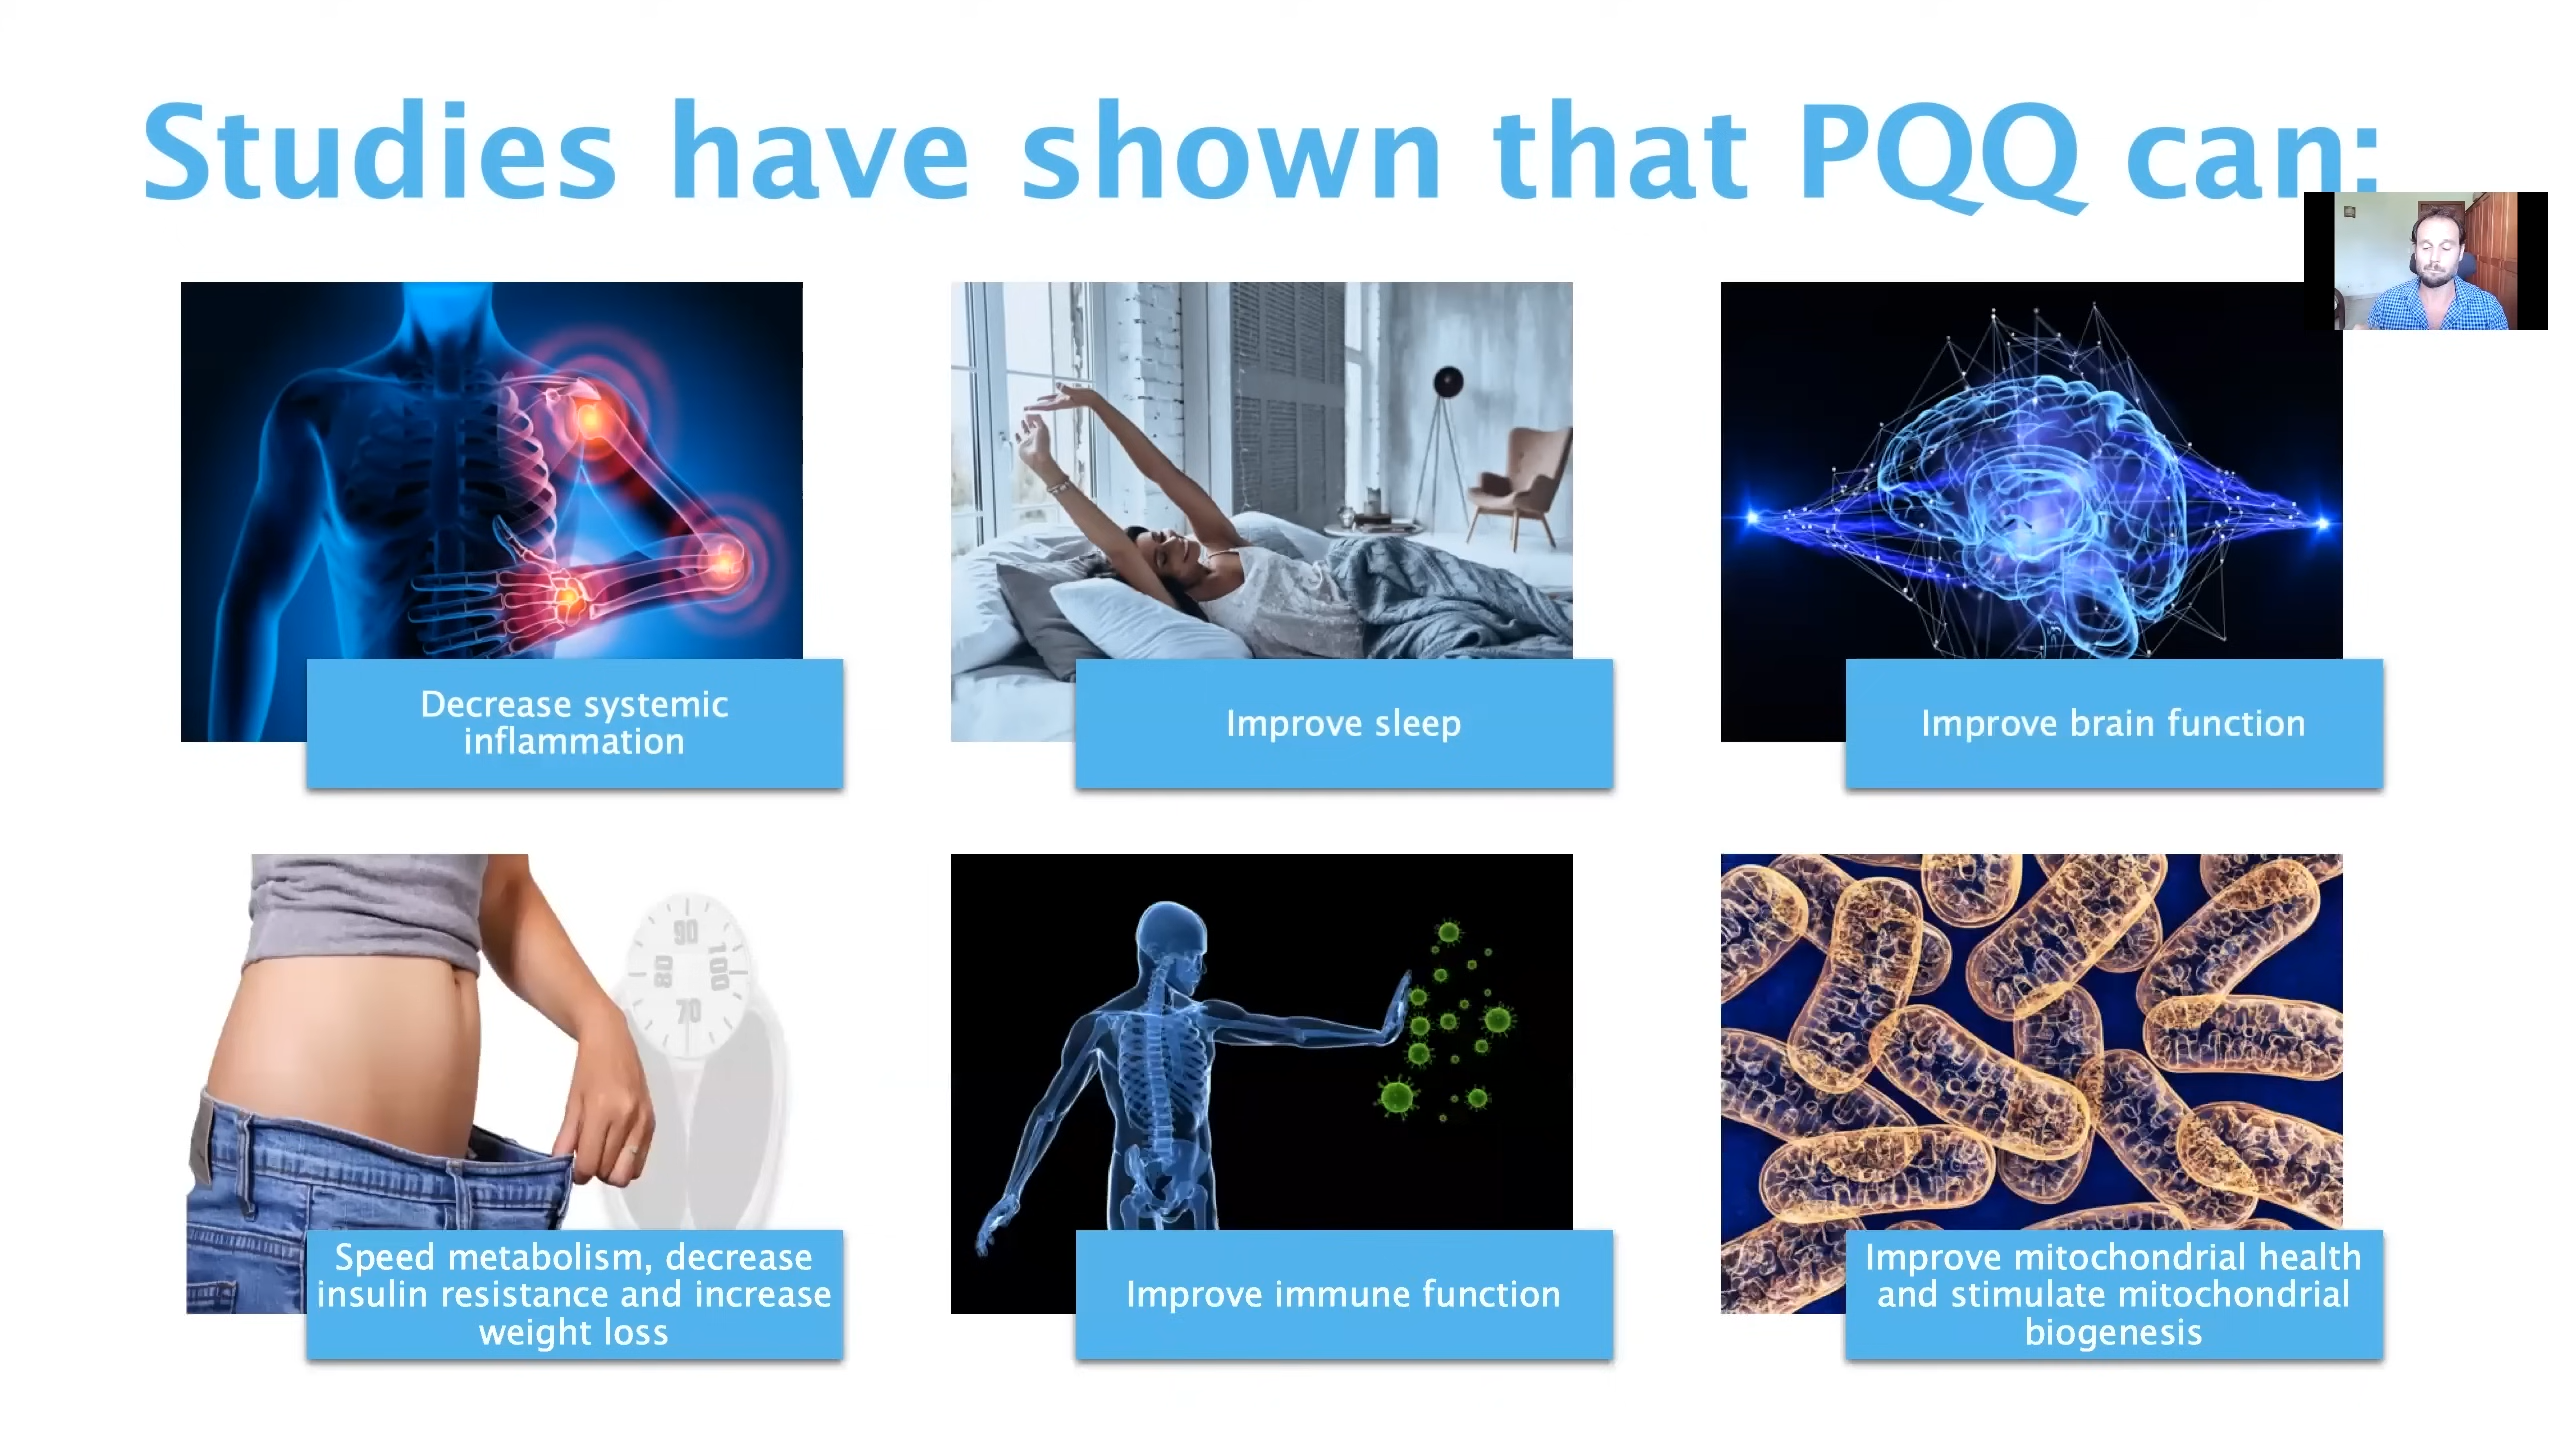 Studies have shown that PQQ can:
Decrease systemic
inflammation
Improve sleep
Improve brain function
90
80
100
70
Speed metabolism, decrease
insulin resistance and increase
weight loss
Improve immune function
Improve mitochondrial health
and stimulate mitochondrial
biogenesis